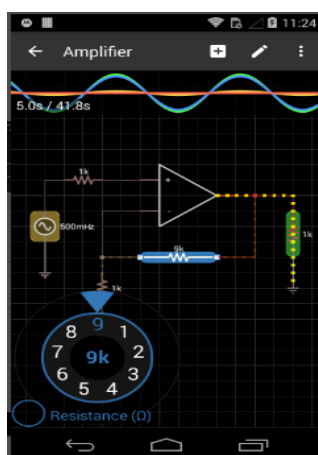 11:24
Amplifier
5.0s / 41.8s
1k
+
500mHz
9k
1k
1k
9
8 1
7 9k 2
6 3
5 4
Resistance (Ω)